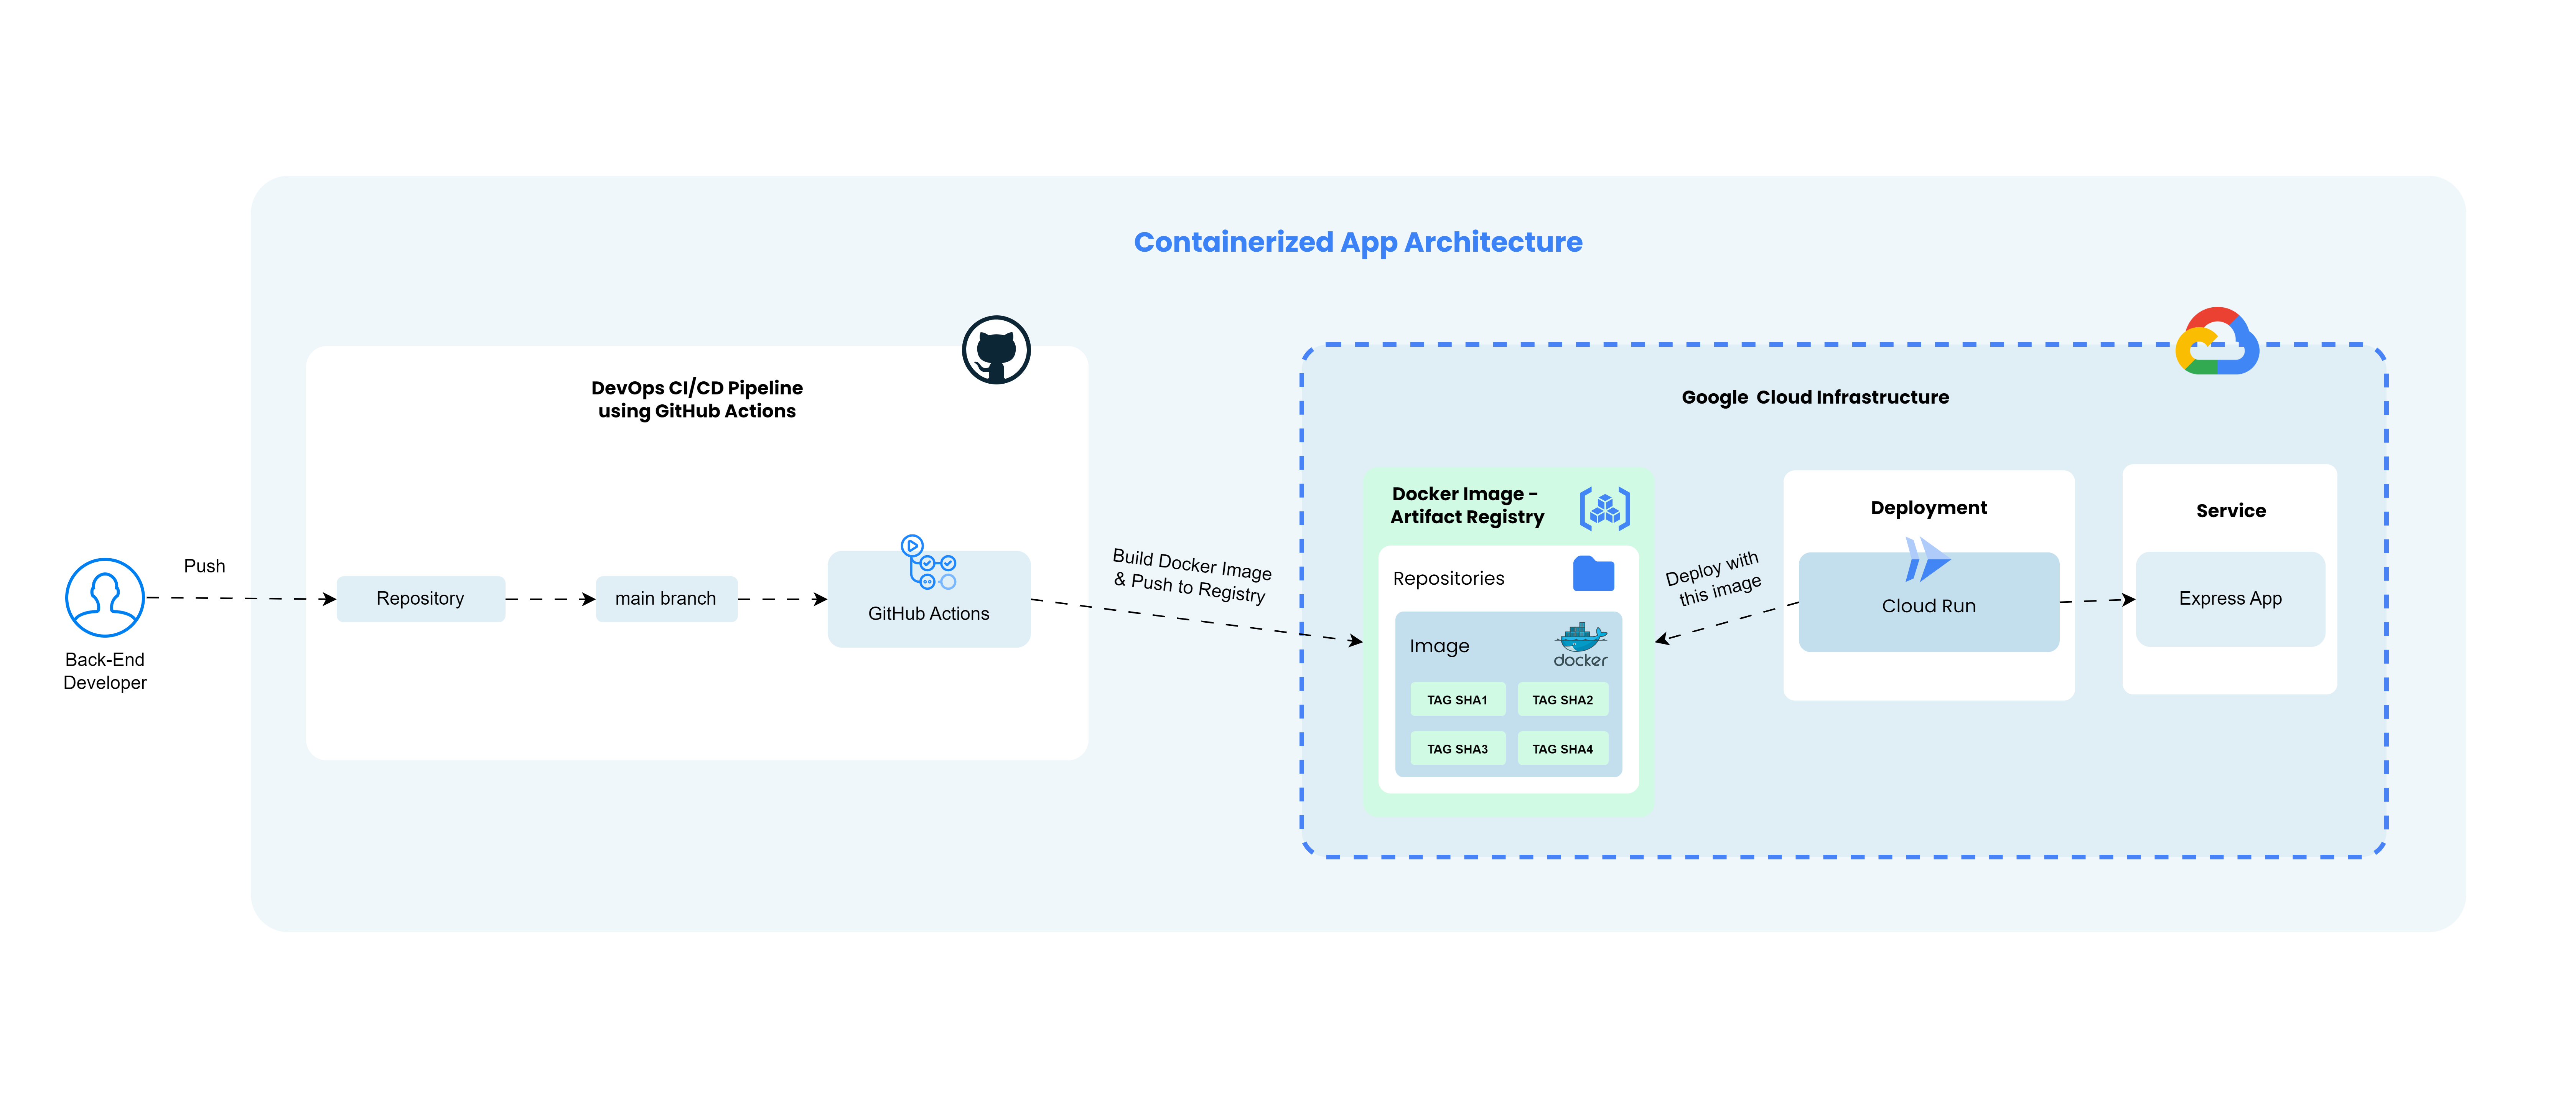 Containerized App Architecture
DevOps CI/CD Pipeline
using GitHub Actions
Google Cloud Infrastructure
Push
Back-End
Developer
Repository
main branch
GitHub Actions
Build Docker Image
& Push to Registry
Docker Image -
Artifact Registry
Repositories
Image
docker
TAG SHA1
TAG SHA2
TAG SHA3
TAG SHA4
Deploy with
this image
Deployment
Cloud Run
Service
Express App